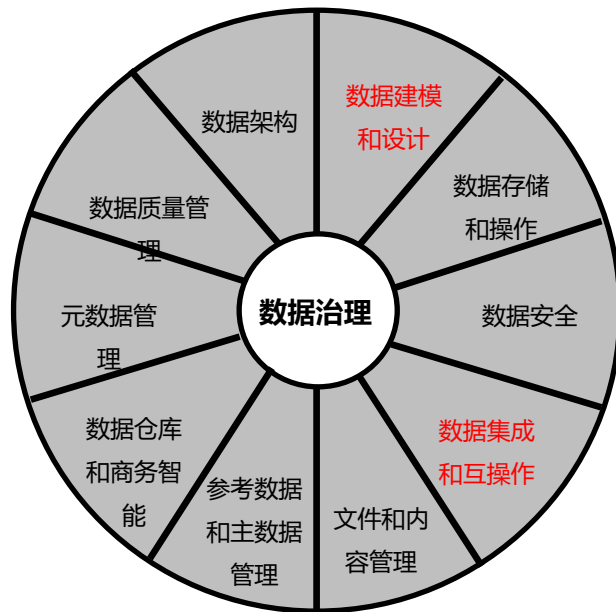 数据架构
数据建模
和设计
数据存储
和操作
数据安全
数据集成
和互操作
文件和内
容管理
参考数据
和主数据
管理
数据仓库
和商务智
能
元数据管
理
数据质量管
理
数据治理